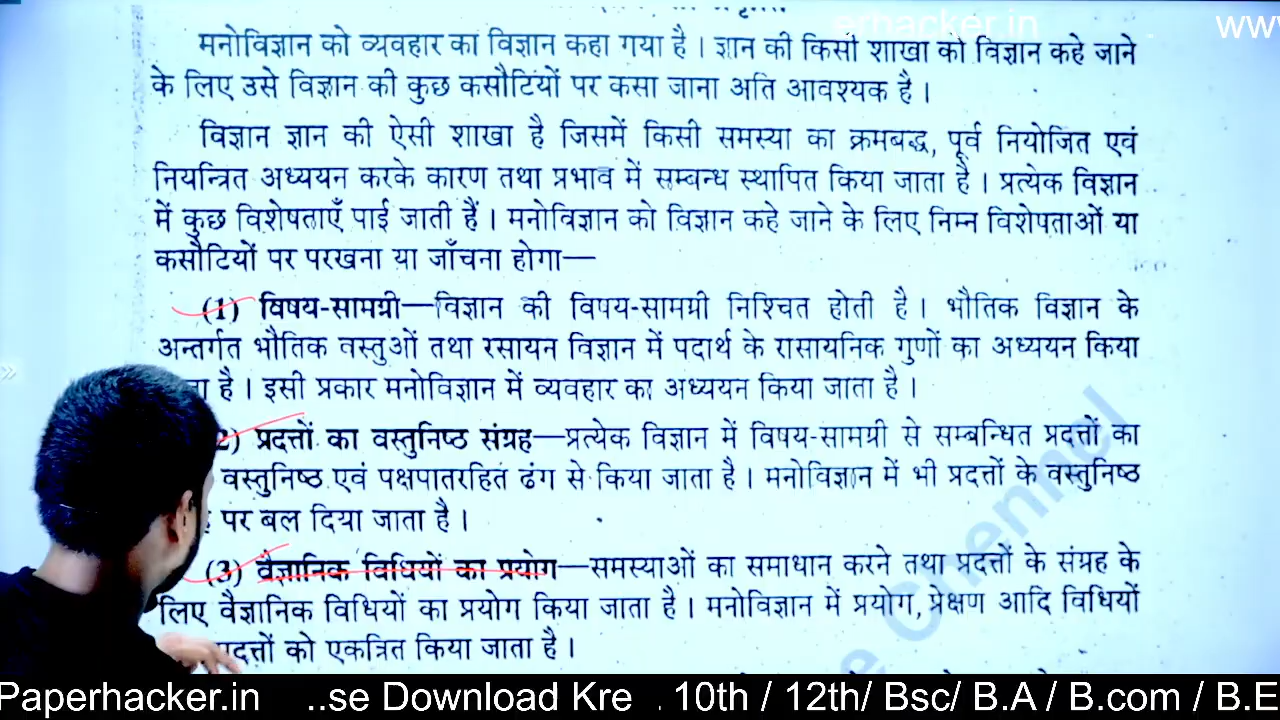 erhacker.in
ww
मनोविज्ञान को व्यवहार का विज्ञान कहा गया है । ज्ञान की किसी शाखा को विज्ञान कहे जाने
के लिए उसे विज्ञान की कुछ कसौटियों पर कसा जाना अति आवश्यक है ।
विज्ञान ज्ञान की ऐसी शाखा है जिसमें किसी समस्या का क्रमबद्ध, पूर्व नियोजित एवं
नियन्त्रित अध्ययन करके कारण तथा प्रभाव में सम्बन्ध स्थापित किया जाता है । प्रत्येक विज्ञान
में कुछ विशेषताएँ पाई जाती हैं । मनोविज्ञान को विज्ञान कहे जाने के लिए निम्न विशेषताओं या
कसौटियों पर परखना या जाँचना होगा—
(1) विषय-सामग्री—विज्ञान की विषय-सामग्री निश्चित होती है । भौतिक विज्ञान के
अन्तर्गत भौतिक वस्तुओं तथा रसायन विज्ञान में पदार्थ के रासायनिक गुणों का अध्ययन किया
है । इसी प्रकार मनोविज्ञान में व्यवहार का अध्ययन किया जाता है ।
2) प्रदत्तों का वस्तुनिष्ठ संग्रह—प्रत्येक विज्ञान में विषय-सामग्री से सम्बन्धित प्रदत्तों का
वस्तुनिष्ठ एवं पक्षपातरहित ढंग से किया जाता है । मनोविज्ञान में भी प्रदत्तों के वस्तुनिष्ठ
पर बल दिया जाता है ।
(3) वैज्ञानिक विधियों का प्रयोग—समस्याओं का समाधान करने तथा प्रदत्तों के संग्रह के
लिए वैज्ञानिक विधियों का प्रयोग किया जाता है । मनोविज्ञान में प्रयोग, प्रेक्षण आदि विधियों
प्रदत्तों को एकत्रित किया जाता है ।
e Chennel
Paperhacker.in ..se Download Kre . 10th / 12th/ Bsc/ B.A / B.com / B.E